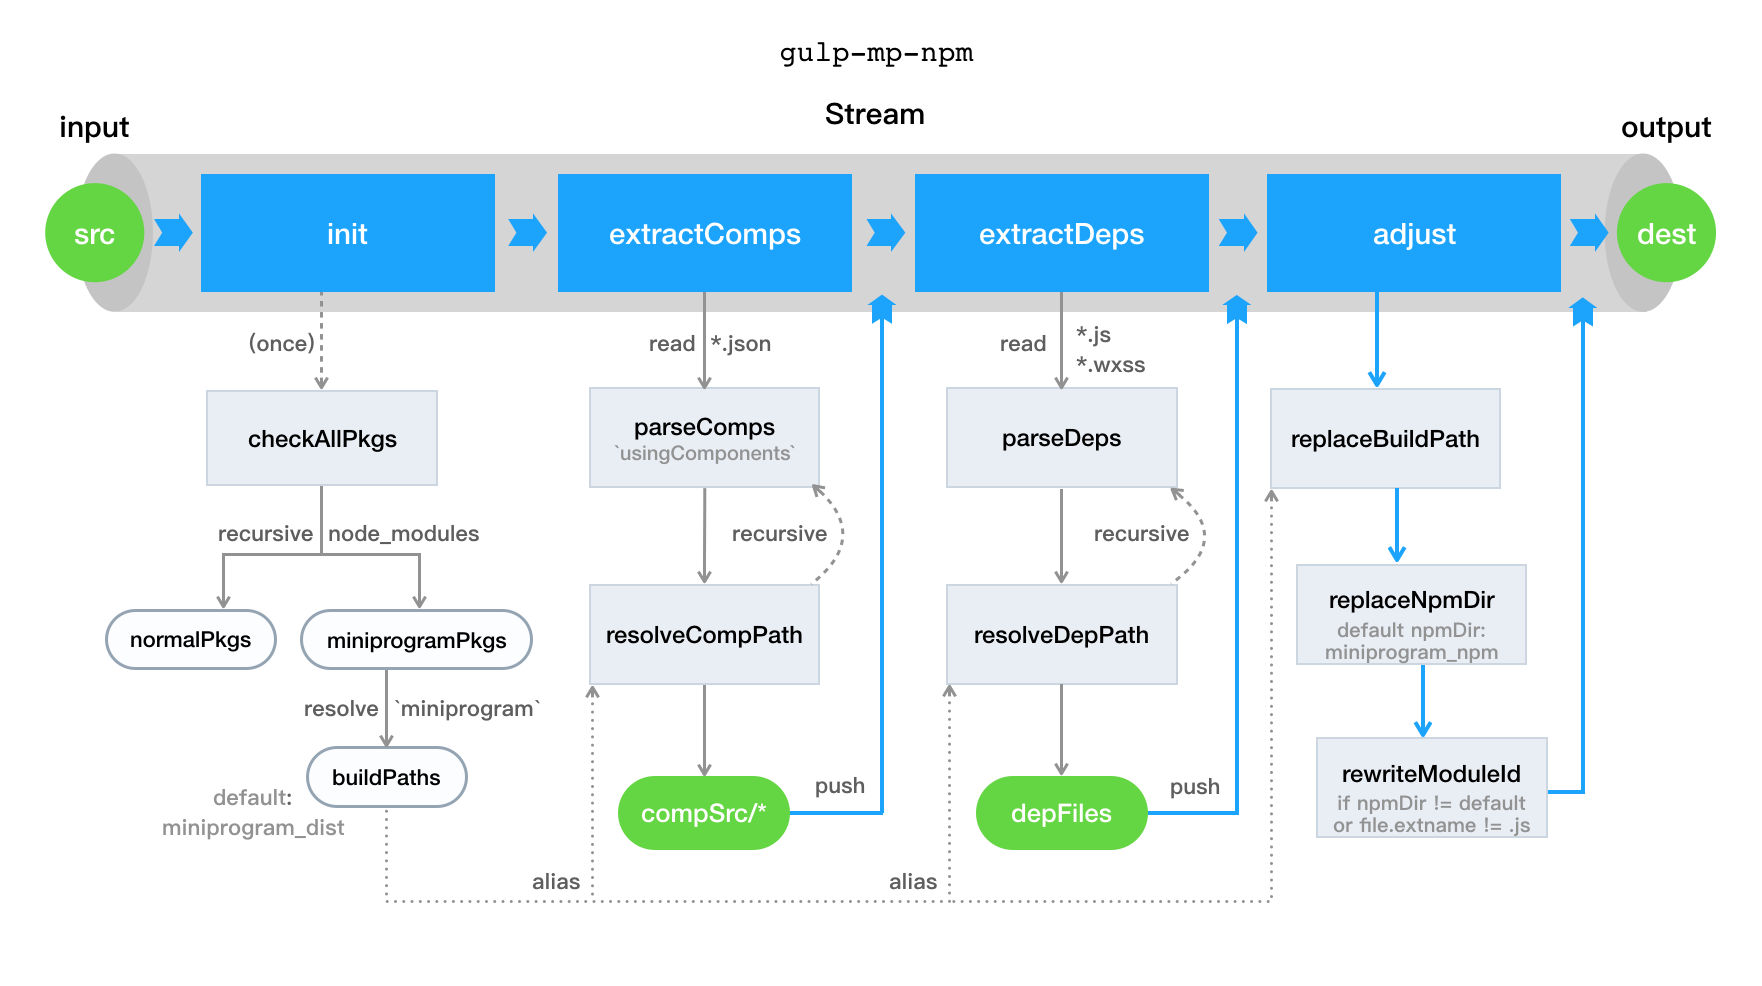 gulp-mp-npm
Stream
input
output
src
init
extractComps
extractDeps
adjust
dest
(once)
checkAllPkgs
recursive node_modules
normalPkgs
miniprogramPkgs
resolve `miniprogram`
buildPaths
default:
miniprogram_dist
read *.json
parseComps
`usingComponents`
recursive
resolveCompPath
compSrc/*
push
alias
read
*.js
*.wxss
parseDeps
recursive
resolveDepPath
depFiles
push
alias
replaceBuildPath
replaceNpmDir
default npmDir:
miniprogram_npm
rewriteModuleId
if npmDir != default
or file.extname != .js